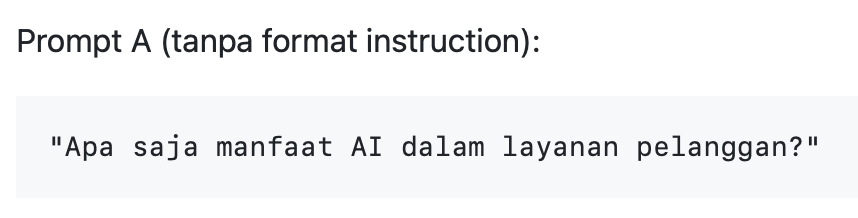 Prompt A (tanpa format instruction):
"Apa saja manfaat AI dalam layanan pelanggan?"